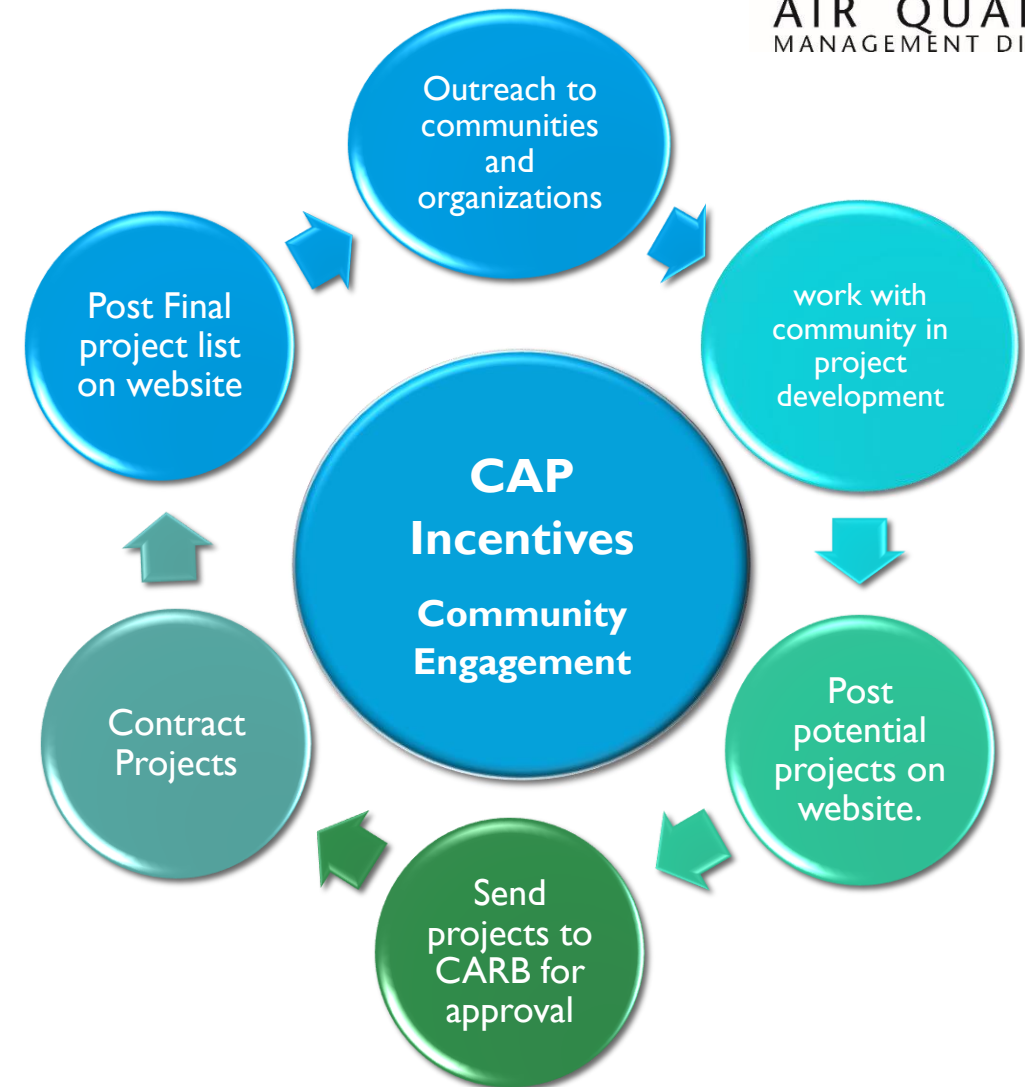 AIR QUA
MANAGEMENT DI
Outreach to
communities
and
organizations
work with
community in
project
development
Post
potential
projects on
website.
Send
projects to
CARB for
approval
Contract
Projects
Post Final
project list
on website
CAP
Incentives
Community
Engagement